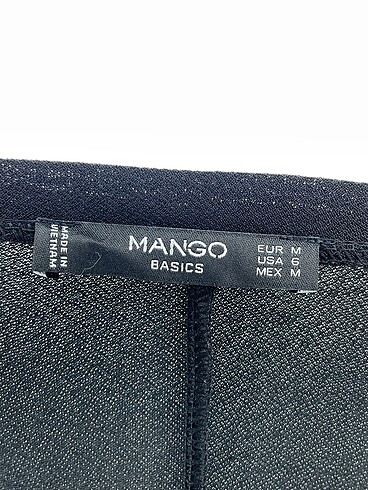 MADE IN
VIETNAM
MANGO
BASICS
EUR M
USA 6
MEX M